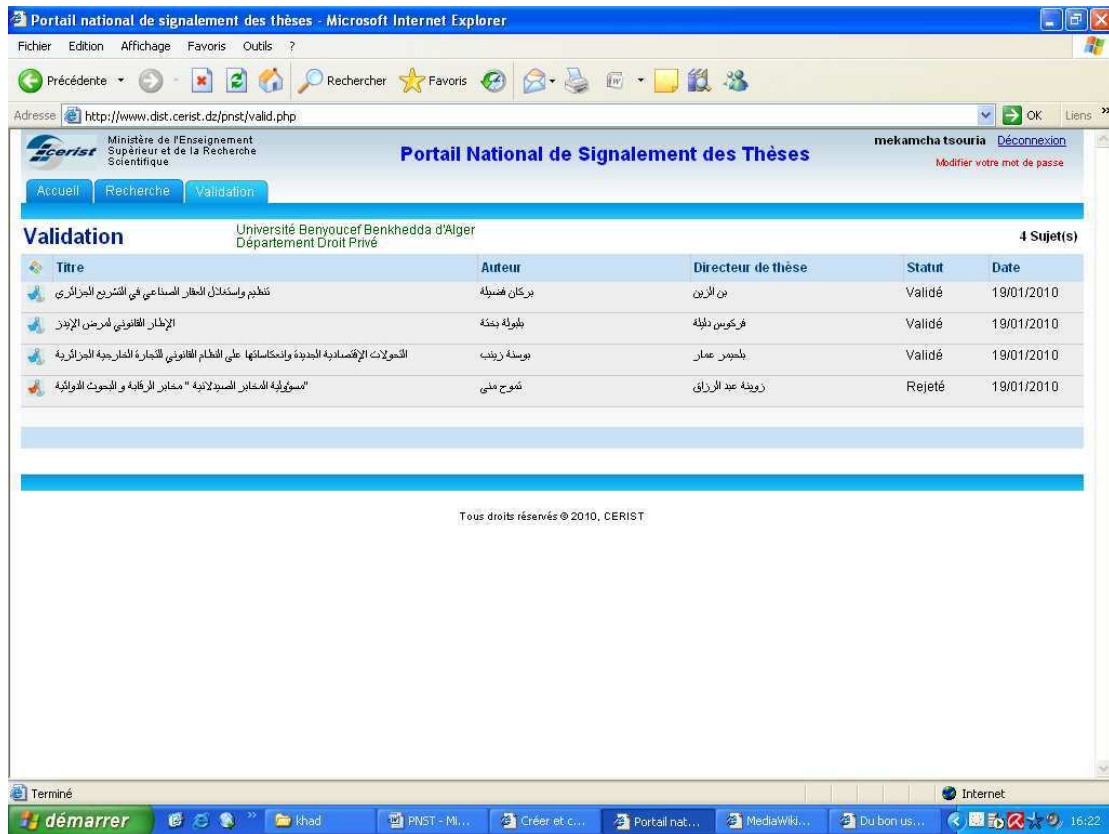 Portail national de signalement des thèses - Microsoft Internet Explorer
Fichier Edition Affichage Favoris Outils ?
Précédente Rechercher Favoris
Adresse http://www.dist.cerist.dz/pnst/valid.php OK Liens »
cerist
Ministère de l'Enseignement
Supérieur et de la Recherche
Scientifique
Portail National de Signalement des Thèses
mekamcha tsouria Déconnexion
Modifier votre mot de passe
Accueil Recherche Validation
Validation
Université Benyoucef Benkhedda d'Alger
Département Droit Privé
4 Sujet(s)
Titre Auteur Directeur de thèse Statut Date
تنظيم واستغلال العقار الصناعي في التشريع الجزائري بركان فضيلة بن الزين Validé 19/01/2010
الإطار القانوني لمرض الإيدز بلبولة بختة فركوس دليلة Validé 19/01/2010
التحولات الإقتصادية الجديدة وانعكاساتها على النظام القانوني للتجارة الخارجية الجزائرية بوسنة زينب بلحيمر عمار Validé 19/01/2010
"مسؤولية المخابر الصيدلانية " مخابر الرقابة و البحوث الدوائية تموح منى زوينة عبد الرزاق Rejeté 19/01/2010
Tous droits réservés © 2010, CERIST
Terminé Internet
démarrer » khad PNST - Mi... Créer et c... Portail nat... MediaWiki... Du bon us... 16:22